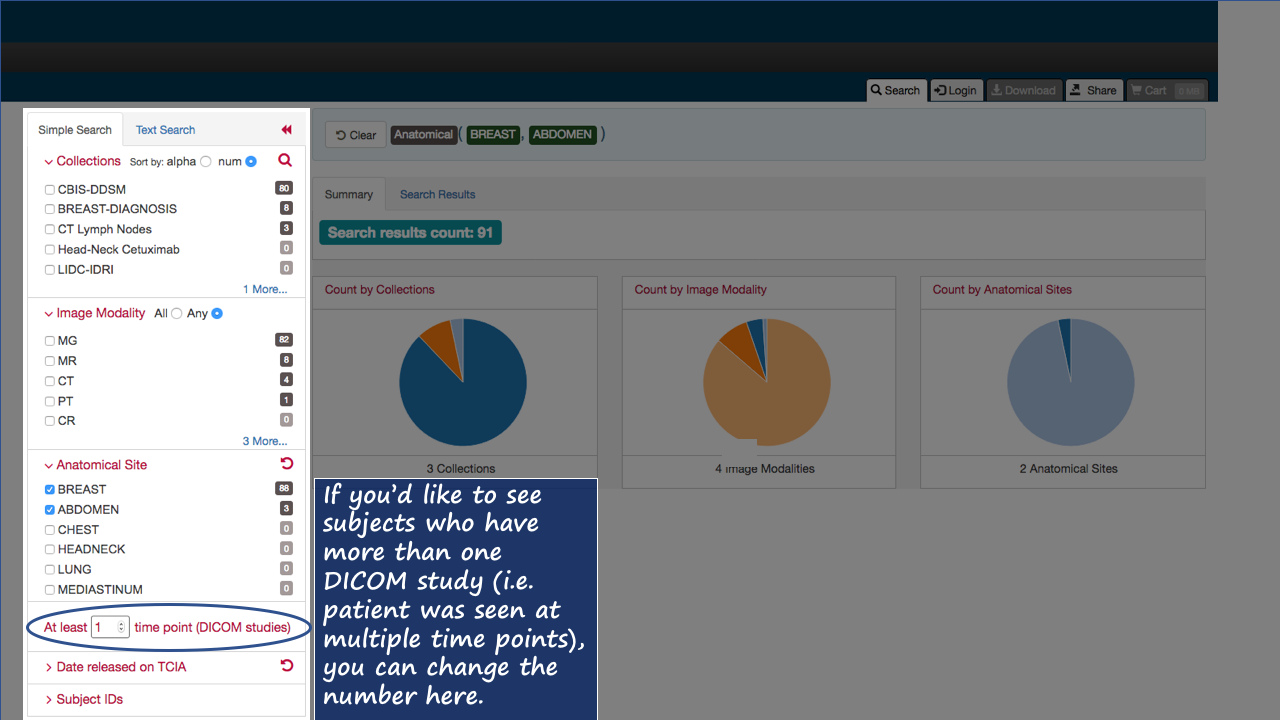 Search Login Download Share Cart 0 MB
Simple Search Text Search
Clear Anatomical ( BREAST , ABDOMEN )
Collections Sort by: alpha num
CBIS-DDSM 80
BREAST-DIAGNOSIS 8
CT Lymph Nodes 3
Head-Neck Cetuximab 0
LIDC-IDRI 0
1 More...
Image Modality All Any
MG 82
MR 8
CT 4
PT 1
CR 0
3 More...
Anatomical Site
BREAST 88
ABDOMEN 3
CHEST 0
HEADNECK 0
LUNG 0
MEDIASTINUM 0
At least 1 time point (DICOM studies)
Date released on TCIA
Subject IDs
Summary Search Results
Search results count: 91
Count by Collections
3 Collections
Count by Image Modality
4 Image Modalities
Count by Anatomical Sites
2 Anatomical Sites
If you'd like to see
subjects who have
more than one
DICOM study (i.e.
patient was seen at
multiple time points),
you can change the
number here.